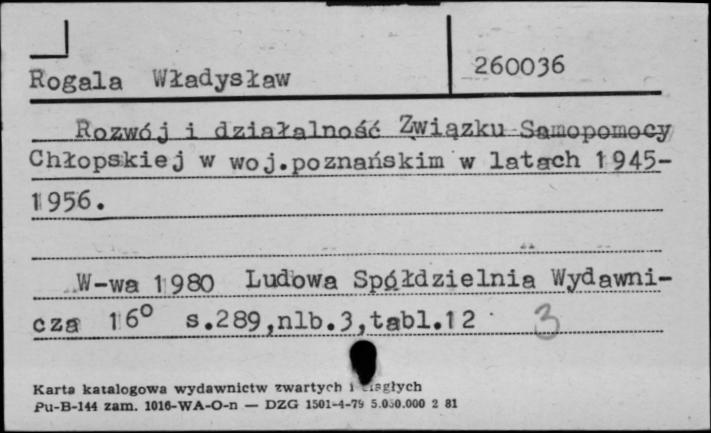 Rogala Władysław
260036
Rozwój i działalność Związku Samopomocy
Chłopskiej w woj.poznańskim w latach 1945-
1956.
W-wa 1980 Ludowa Spółdzielnia Wydawni-
cza 16° s.289,nlb.3,tabl.12
3
Karta katalogowa wydawnictw zwartych i ciągłych
Pu-B-144 zam. 1016-WA-O-n — DZG 1501-4-79 5.000.000 2 81